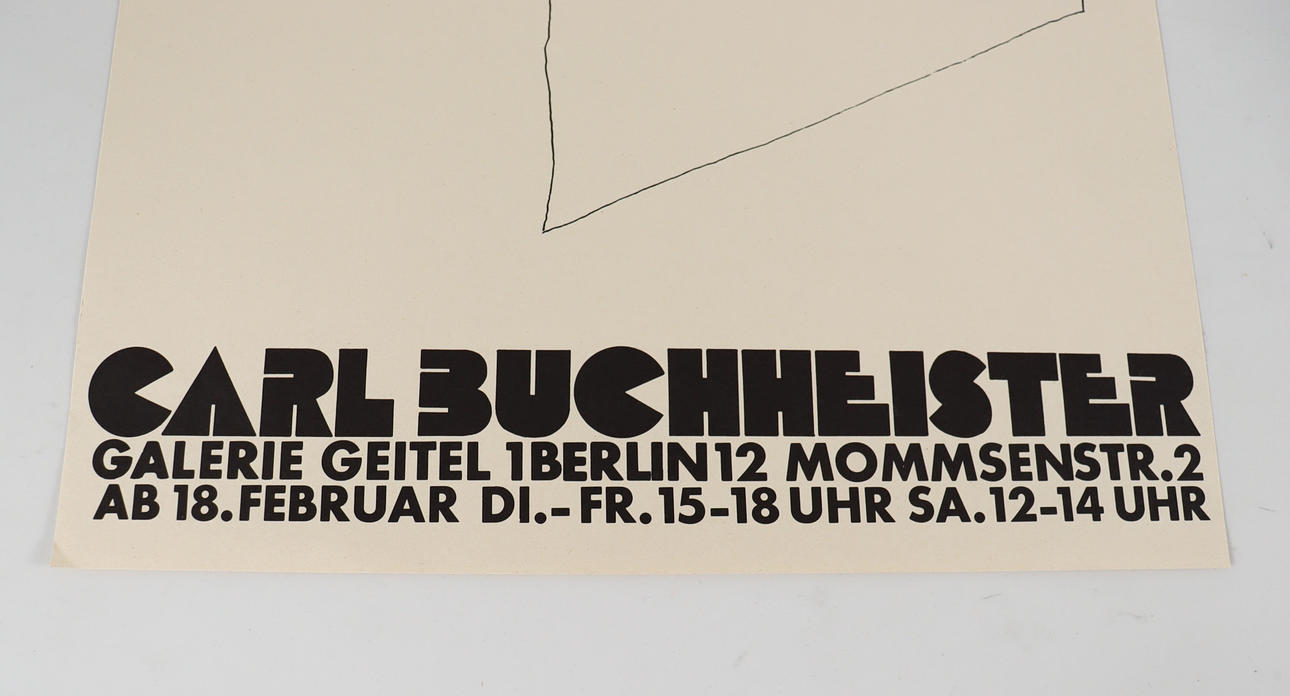 CARL BUCHHEISTER
GALERIE GEITEL 1BERLIN12 MOMMSENSTR.2
AB 18.FEBRUAR DI.-FR.15-18 UHR SA.12-14 UHR